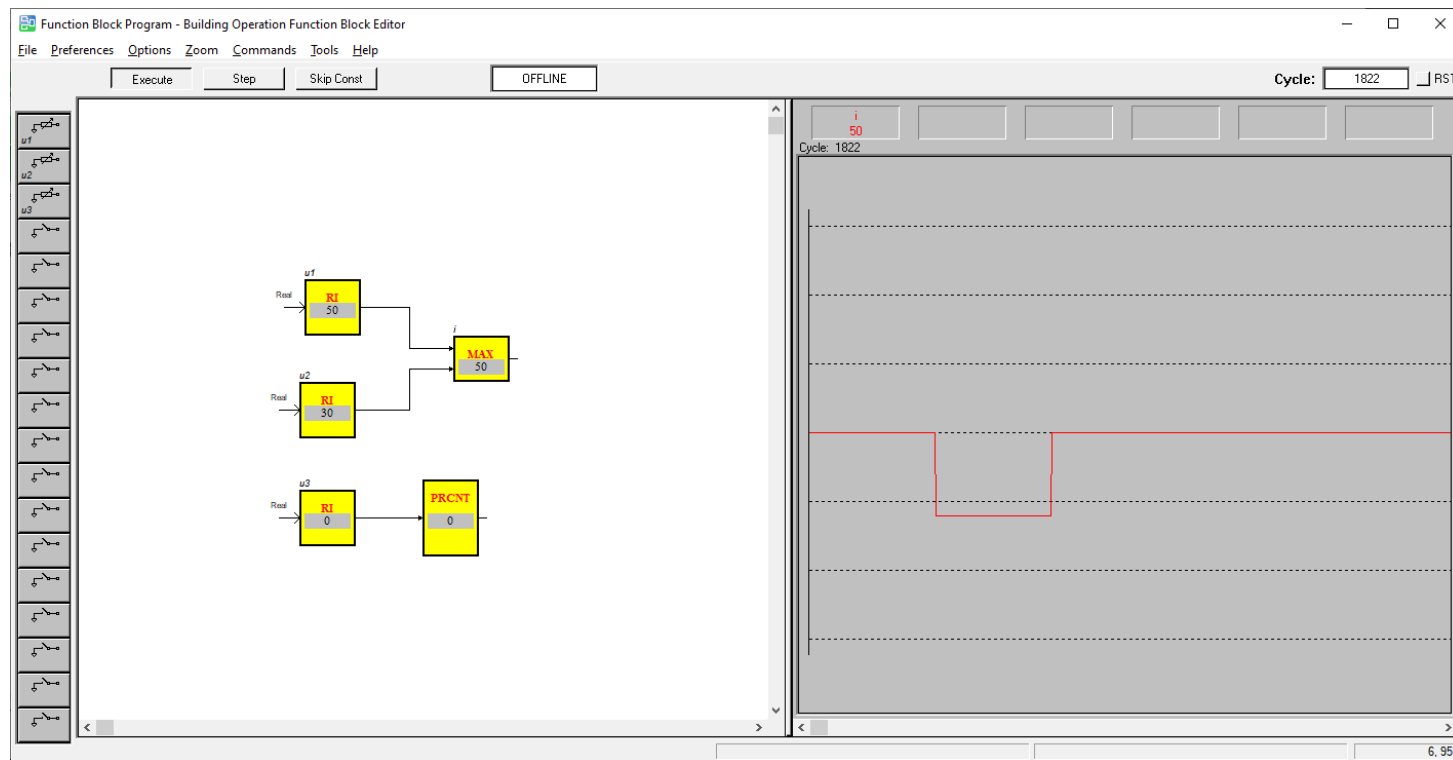 Function Block Program - Building Operation Function Block Editor
File Preferences Options Zoom Commands Tools Help
Execute Step Skip Const OFFLINE Cycle: 1822 RST
u1
u2
u3
i
50
Cycle: 1822
u1
Real
RI
50
i
MAX
50
u2
Real
RI
30
u3
Real
RI
0
PRCNT
0
6, 95